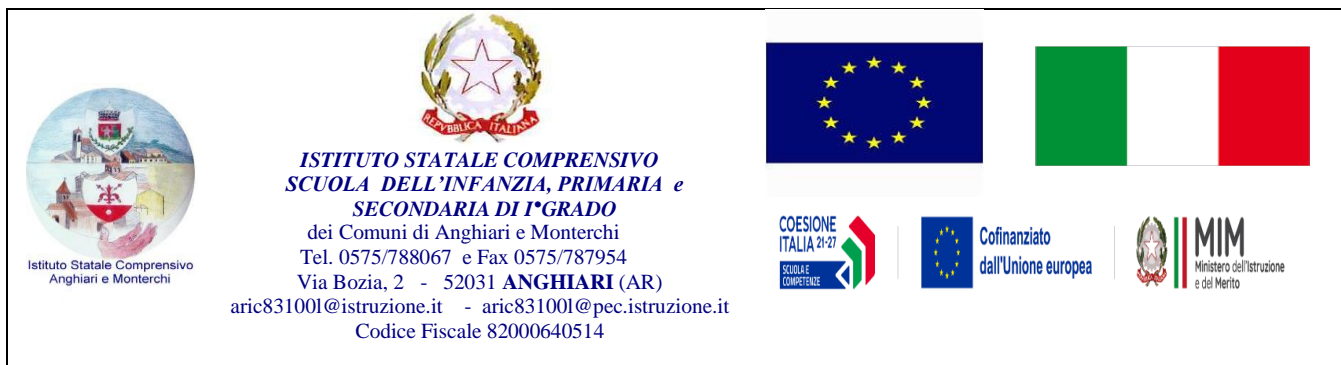 Istituto Statale Comprensivo
Anghiari e Monterchi
REPVBBLICA ITALIANA
ISTITUTO STATALE COMPRENSIVO
SCUOLA DELL'INFANZIA, PRIMARIA e
SECONDARIA DI I°GRADO
dei Comuni di Anghiari e Monterchi
Tel. 0575/788067 e Fax 0575/787954
Via Bozia, 2 - 52031 ANGHIARI (AR)
aric83100l@istruzione.it - aric83100l@pec.istruzione.it
Codice Fiscale 82000640514
COESIONE
ITALIA 21-27
SCUOLA E
COMPETENZE
Cofinanziato
dall'Unione europea
MIM
Ministero dell'Istruzione
e del Merito